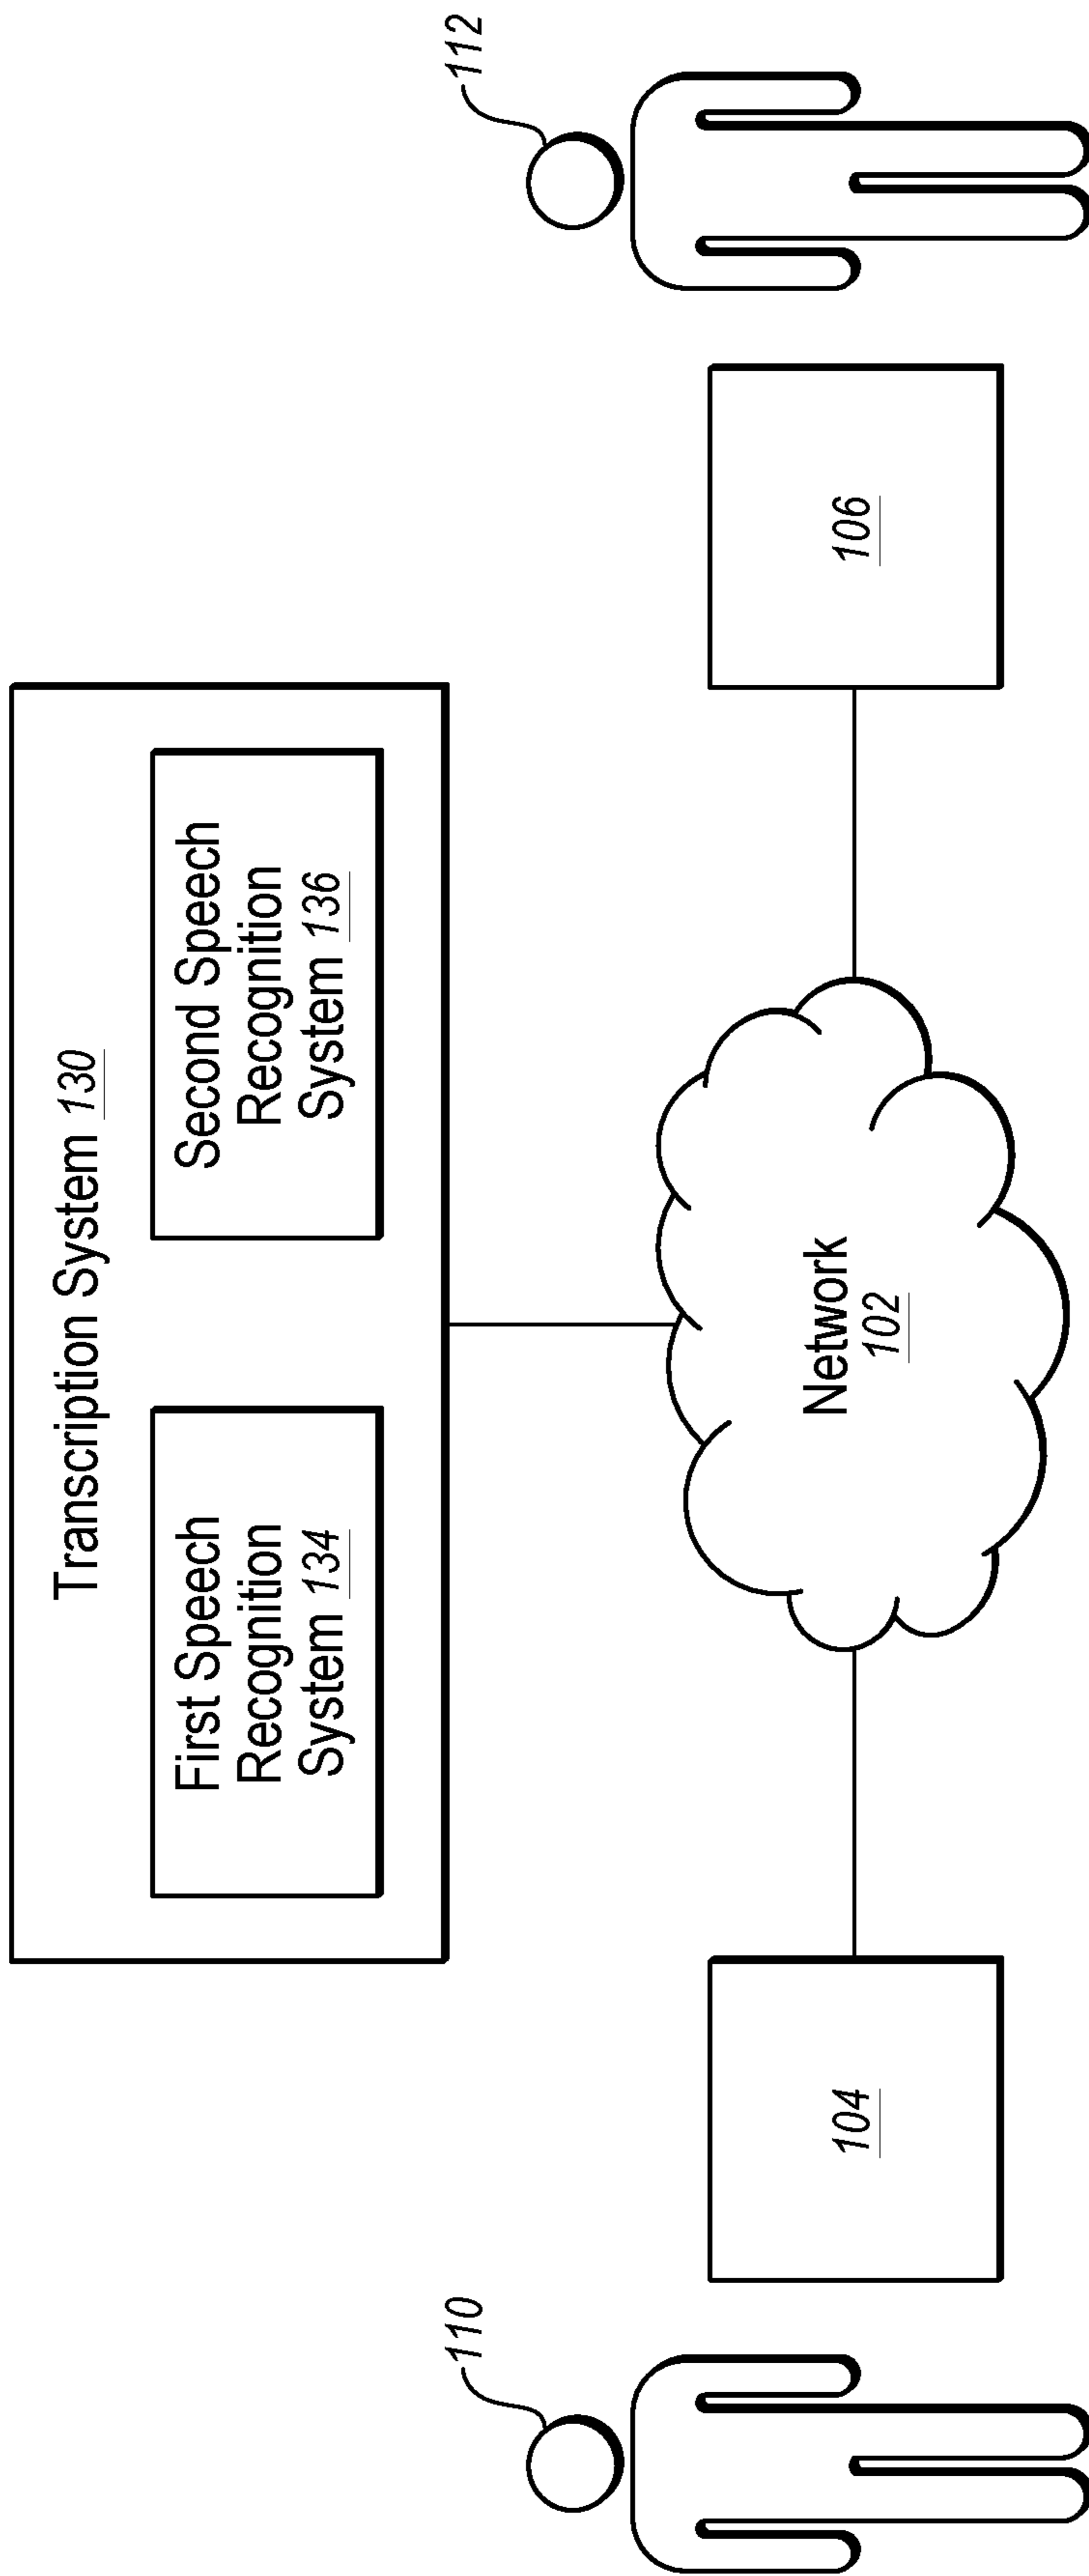 Transcription System 130
First Speech
Recognition
System 134
Second Speech
Recognition
System 136
110
112
104
Network
102
106